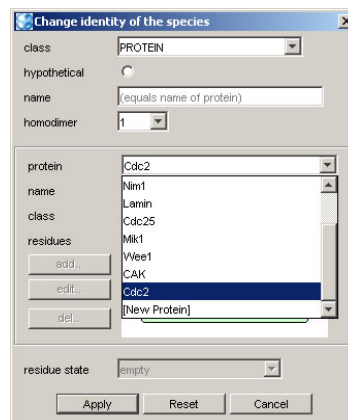 Change identity of the species
class PROTEIN
hypothetical
name (equals name of protein)
homodimer 1
protein Cdc2
Nim1
name
Lamin
class
Cdc25
residues
Mik1
Wee1
add..
CAK
edit..
Cdc2
del..
[New Protein]
residue state empty
Apply Reset Cancel